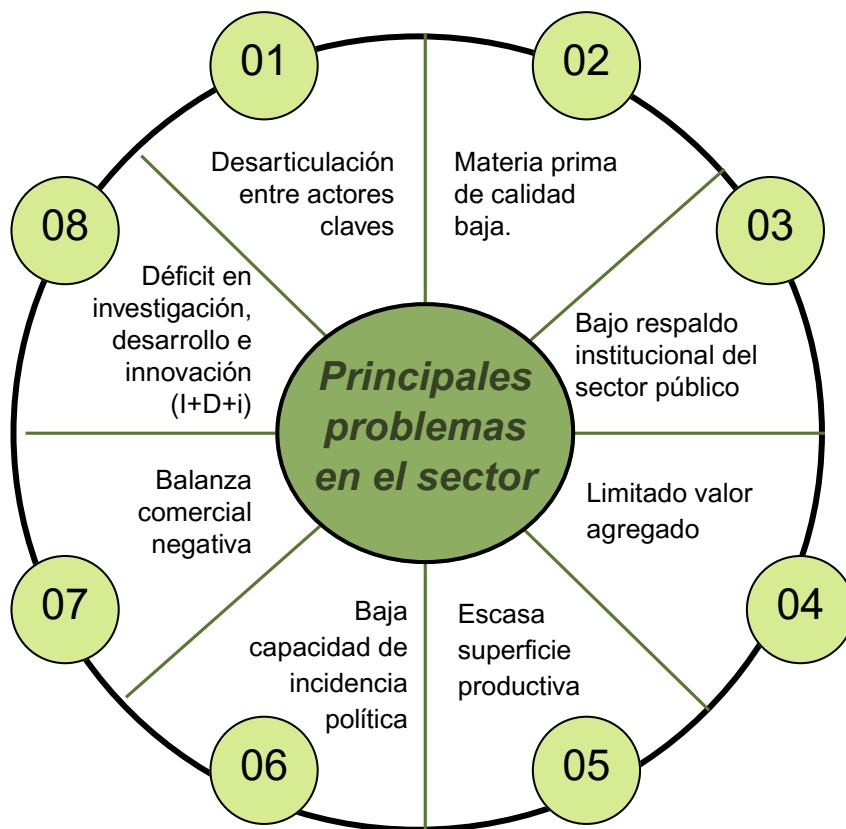 01
Desarticulación
entre actores
claves
02
Materia prima
de calidad
baja.
03
Bajo respaldo
institucional del
sector público
04
Limitado valor
agregado
05
Escasa
superficie
productiva
06
Baja
capacidad de
incidencia
política
07
Balanza
comercial
negativa
08
Déficit en
investigación,
desarrollo e
innovación
(I+D+i)
Principales
problemas
en el sector